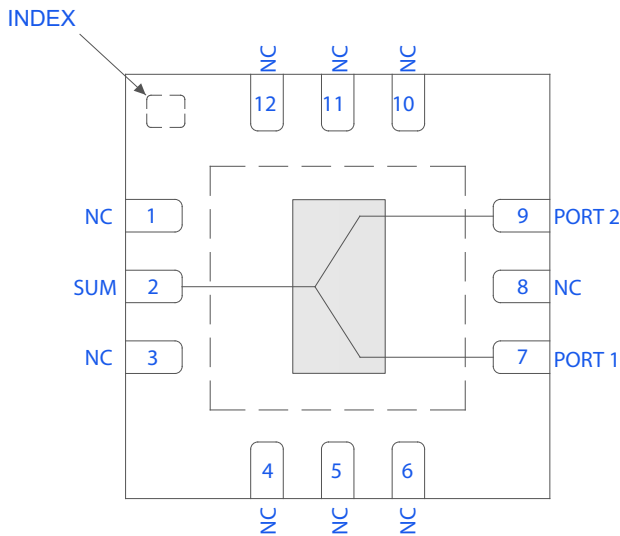 INDEX
NC NC NC
12 11 10
NC 1 9 PORT 2
SUM 2 8 NC
NC 3 7 PORT 1
4 5 6
NC NC NC